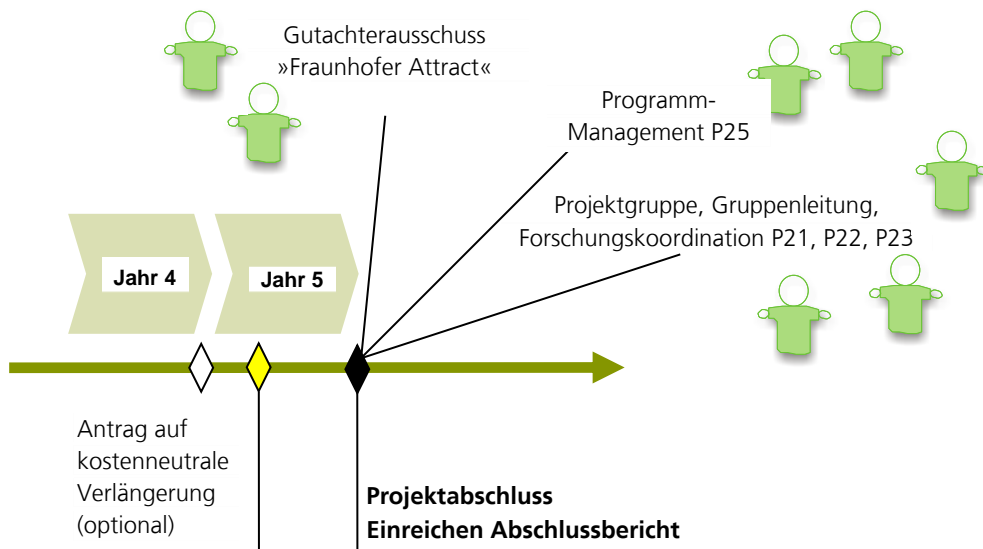 Gutachterausschuss
»Fraunhofer Attract«
Programm-
Management P25
Projektgruppe, Gruppenleitung,
Forschungskoordination P21, P22, P23
Jahr 4
Jahr 5
Antrag auf
kostenneutrale
Verlängerung
(optional)
Projektabschluss
Einreichen Abschlussbericht